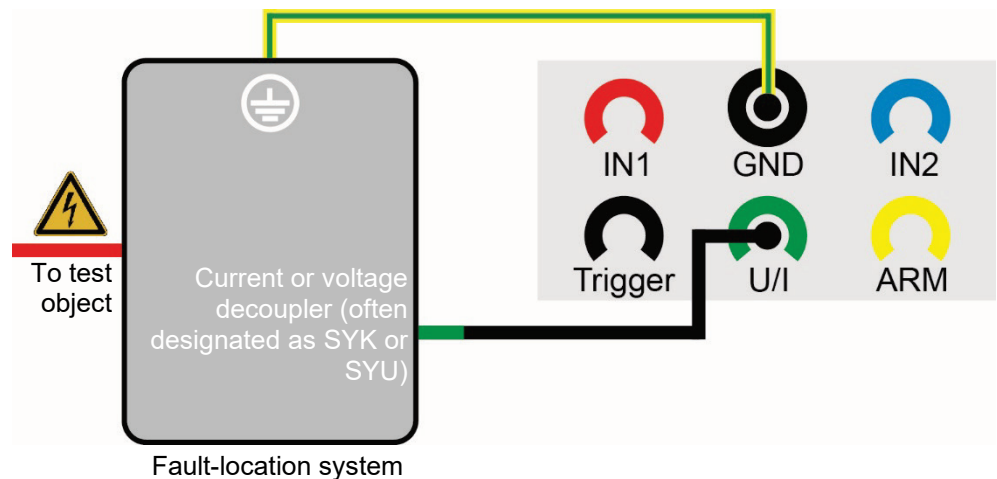 IN1
GND
IN2
To test
object
Current or voltage
decoupler (often
designated as SYK or
SYU)
Trigger
U/I
ARM
Fault-location system